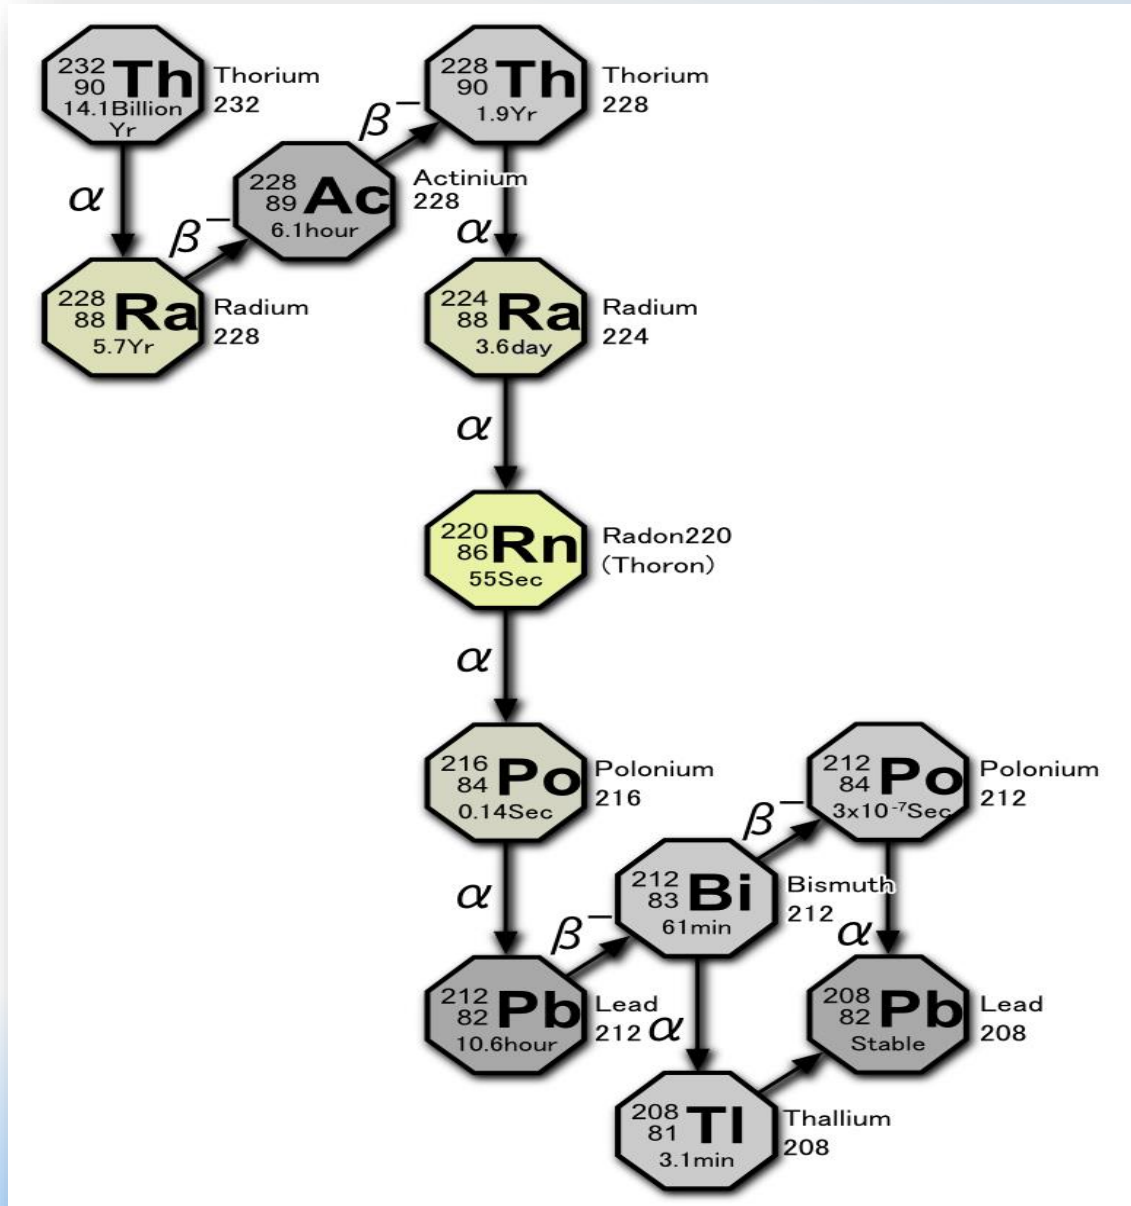 232
90
Th
14.1Billion
Yr
Thorium
232
228
90
Th
1.9Yr
Thorium
228
β−
228
89
Ac
6.1hour
Actinium
228
α
β−
α
228
88
Ra
5.7Yr
Radium
228
224
88
Ra
3.6day
Radium
224
α
220
86
Rn
55Sec
Radon220
(Thoron)
α
216
84
Po
0.14Sec
Polonium
216
212
84
Po
3x10⁻⁷Sec
Polonium
212
β−
α
212
83
Bi
61min
Bismuth
212
β−
α
212
82
Pb
10.6hour
Lead
212
α
208
82
Pb
Stable
Lead
208
208
81
Tl
3.1min
Thallium
208